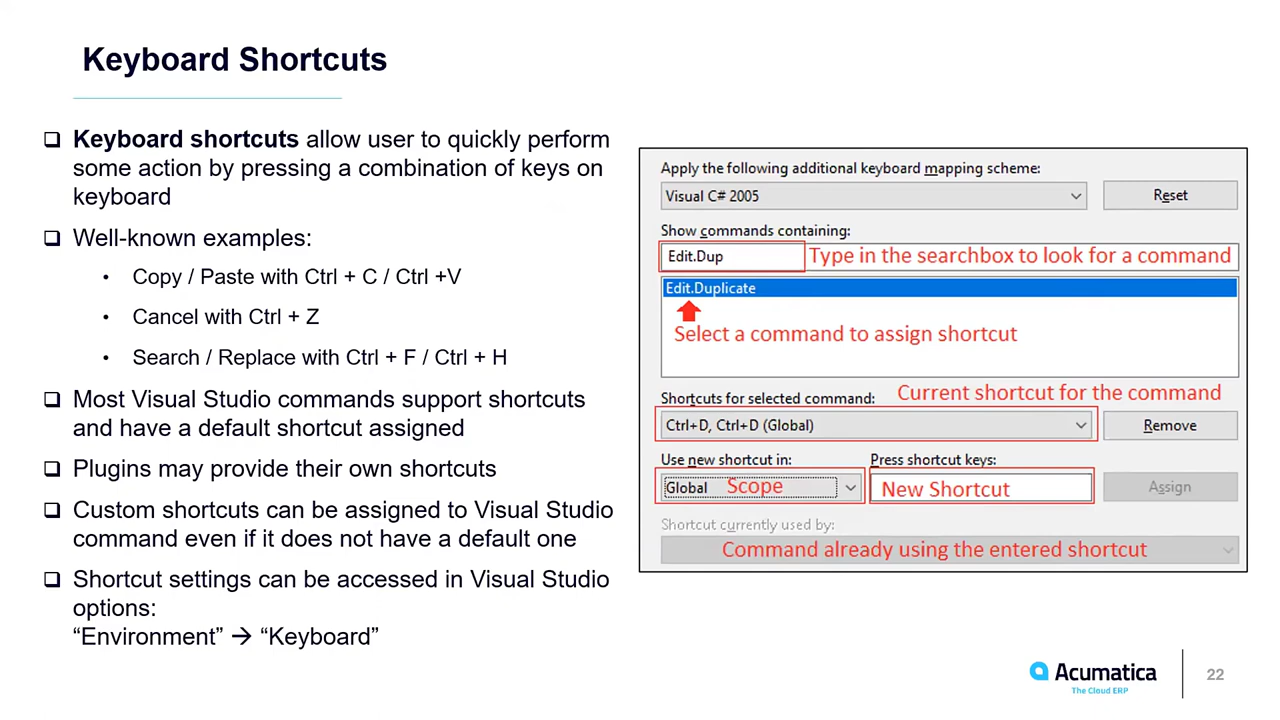 Keyboard Shortcuts
Keyboard shortcuts allow user to quickly perform
some action by pressing a combination of keys on
keyboard
Well-known examples:
Copy / Paste with Ctrl + C / Ctrl +V
Cancel with Ctrl + Z
Search / Replace with Ctrl + F / Ctrl + H
Most Visual Studio commands support shortcuts
and have a default shortcut assigned
Plugins may provide their own shortcuts
Custom shortcuts can be assigned to Visual Studio
command even if it does not have a default one
Shortcut settings can be accessed in Visual Studio
options:
“Environment” → “Keyboard”
Apply the following additional keyboard mapping scheme:
Visual C# 2005
Reset
Show commands containing:
Edit.Dup Type in the searchbox to look for a command
Edit.Duplicate
Select a command to assign shortcut
Shortcuts for selected command: Current shortcut for the command
Ctrl+D, Ctrl+D (Global)
Remove
Use new shortcut in: Press shortcut keys:
Global Scope New Shortcut Assign
Shortcut currently used by:
Command already using the entered shortcut
Acumatica
The Cloud ERP
22